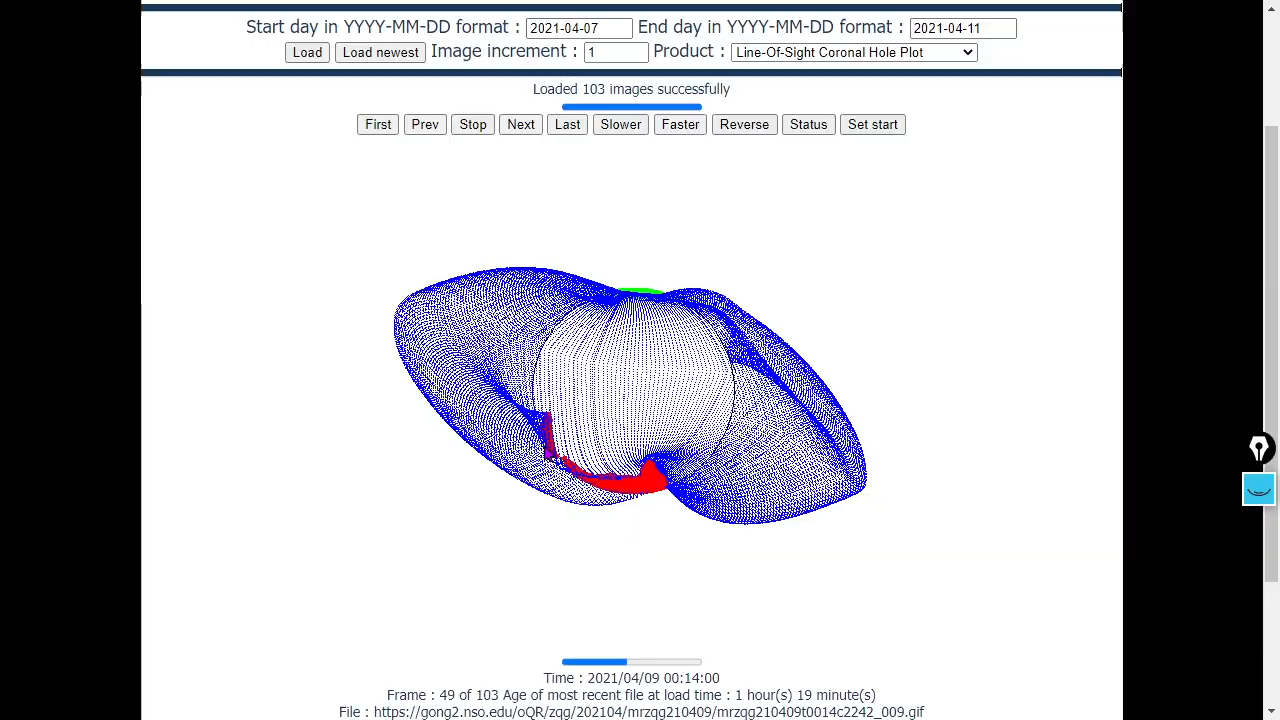 Start day in YYYY-MM-DD format : 2021-04-07 End day in YYYY-MM-DD format : 2021-04-11
Load Load newest Image increment : 1 Product : Line-Of-Sight Coronal Hole Plot
Loaded 103 images successfully
First Prev Stop Next Last Slower Faster Reverse Status Set start
Time : 2021/04/09 00:14:00
Frame : 49 of 103 Age of most recent file at load time : 1 hour(s) 19 minute(s)
File : https://gong2.nso.edu/oQR/zqg/202104/mrzqg210409/mrzqg210409t0014c2242_009.gif